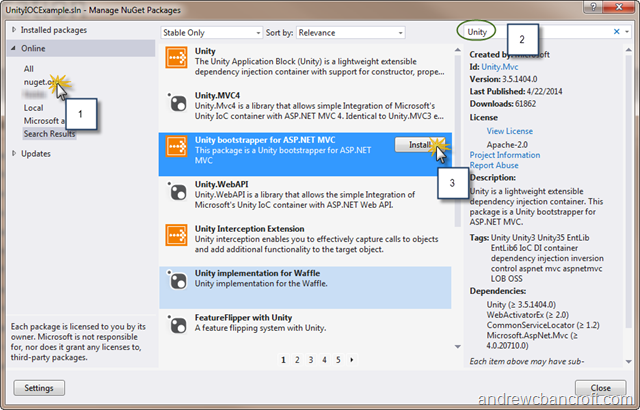 UnityIOCExample.sln - Manage NuGet Packages
Installed packages
Online
All
nuget.org
Local
Microsoft a
Search Results
Updates
1
Each package is licensed to you by its
owner. Microsoft is not responsible
for, nor does it grant any licenses to,
third-party packages.
Settings
Stable Only
Sort by: Relevance
Unity
The Unity Application Block (Unity) is a lightweight extensible
dependency injection container with support for constructor, prope...
Unity.MVC4
Unity.Mvc4 is a library that allows simple Integration of Microsoft's
Unity IoC container with ASP.NET MVC 4. Identical to Unity.MVC3 e...
Unity bootstrapper for ASP.NET MVC
This package is a Unity bootstrapper for ASP.NET
MVC
Install
3
Unity.WebAPI
Unity.WebAPI is a library that allows the simple Integration of
Microsoft's Unity IoC container with ASP.NET Web API.
Unity Interception Extension
Unity interception enables you to effectively capture calls to objects
and add additional functionality to the target object.
Unity implementation for Waffle
Unity implementation for the Waffle.
FeatureFlipper with Unity
A feature flipping system with Unity.
1 2 3 4 5
Unity
2
Created by: Microsoft
Id: Unity.Mvc
Version: 3.5.1404.0
Last Published: 4/22/2014
Downloads: 61862
License
View License
Apache-2.0
Project Information
Report Abuse
Description:
Unity is a lightweight extensible
dependency injection container. This
package is a Unity bootstrapper for
ASP.NET MVC.
Tags: Unity Unity3 Unity35 EntLib
EntLib6 IoC DI container
dependency injection inversion
control aspnet mvc aspnetmvc
LOB OSS
Dependencies:
Unity (≥ 3.5.1404.0)
WebActivatorEx (≥ 2.0)
CommonServiceLocator (≥ 1.2)
Microsoft.AspNet.Mvc (≥
4.0.20710.0)
Each item above may have sub-
Close
andrewcbancroft.com